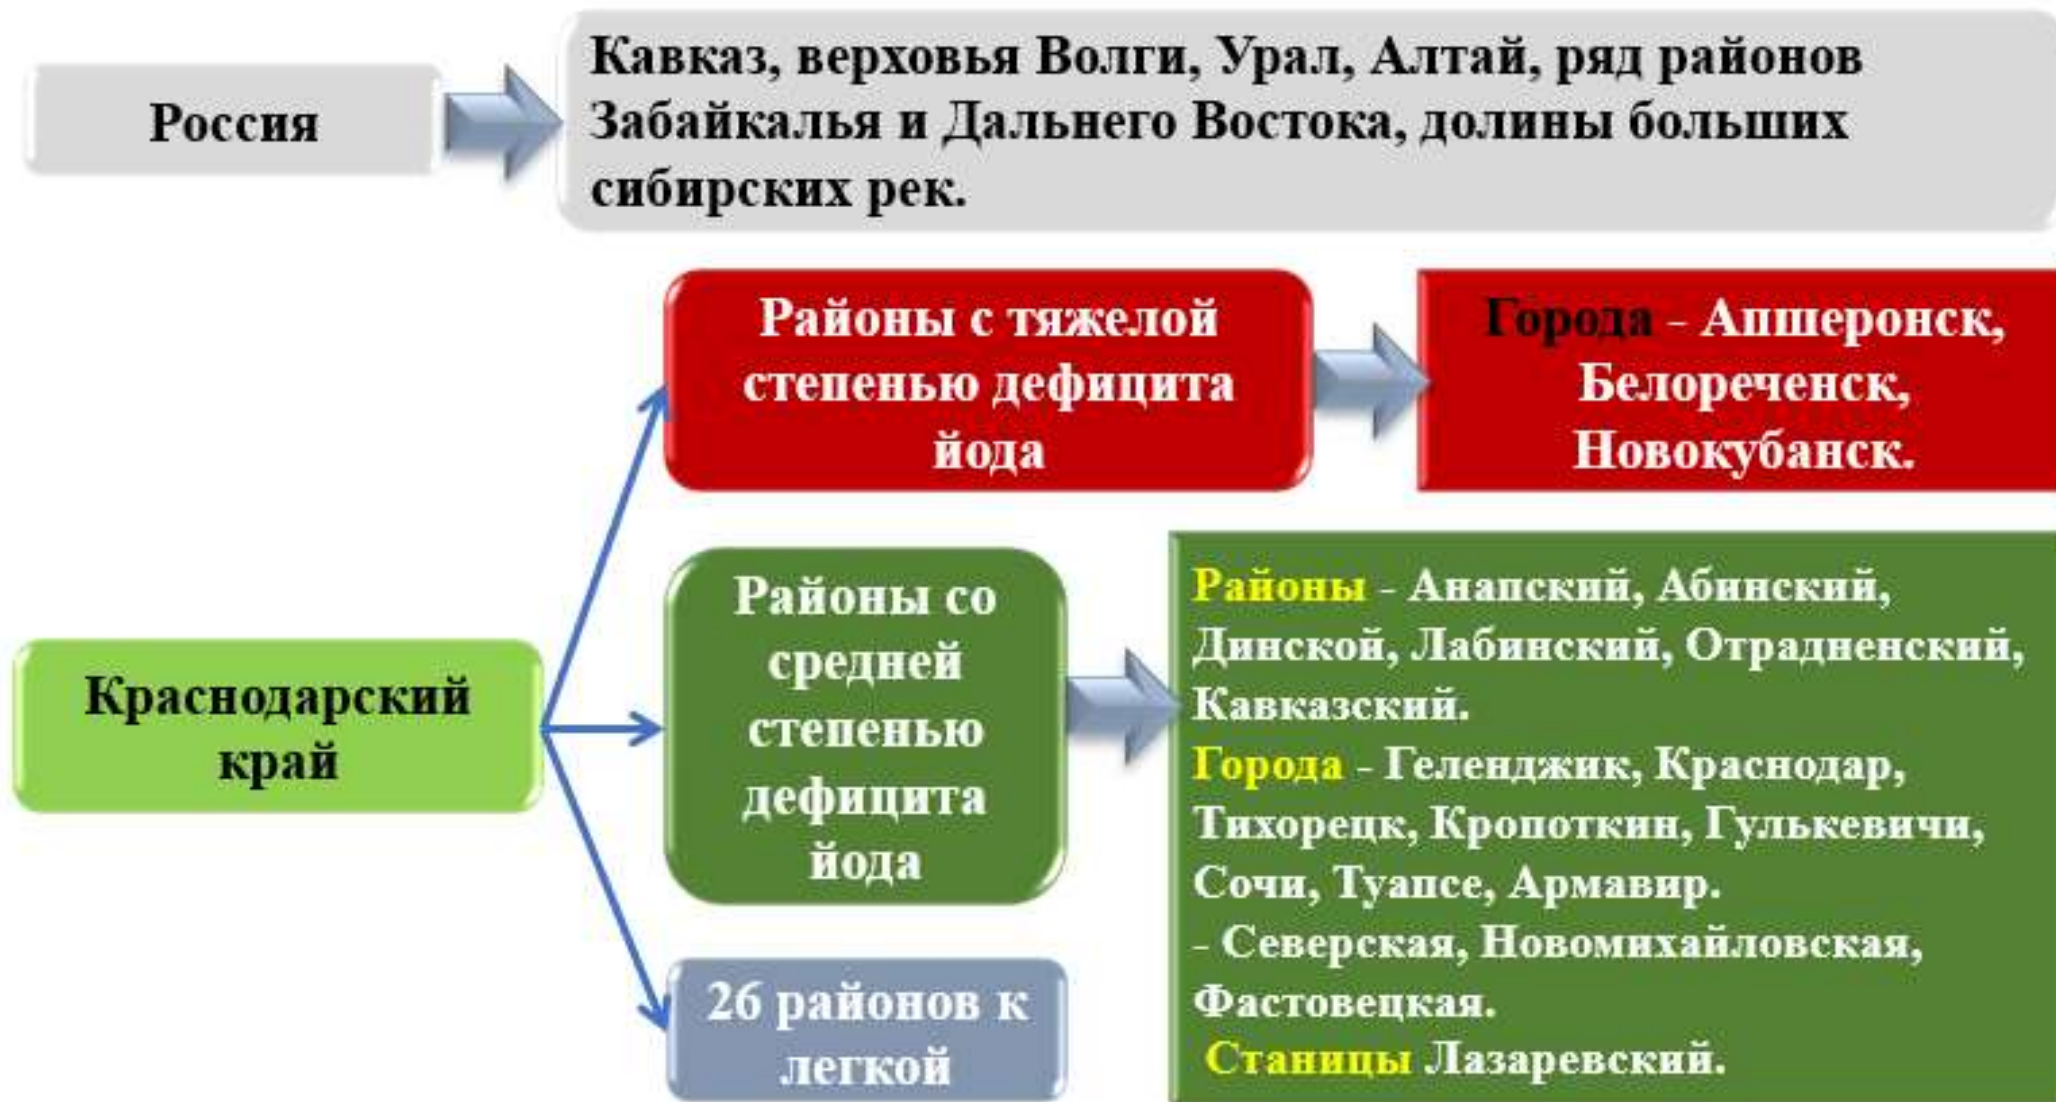 Россия
Кавказ, верховья Волги, Урал, Алтай, ряд районов
Забайкалья и Дальнего Востока, долины больших
сибирских рек.
Районы с тяжелой
степенью дефицита
йода
Города - Апшеронск,
Белореченск,
Новокубанск.
Краснодарский
край
Районы со
средней
степенью
дефицита
йода
Районы - Анапский, Абинский,
Динской, Лабинский, Отрадненский,
Кавказский.
Города - Геленджик, Краснодар,
Тихорецк, Кропоткин, Гулькевичи,
Сочи, Туапсе, Армавир.
- Северская, Новомихайловская,
Фастовецкая.
Станицы Лазаревский.
26 районов к
легкой